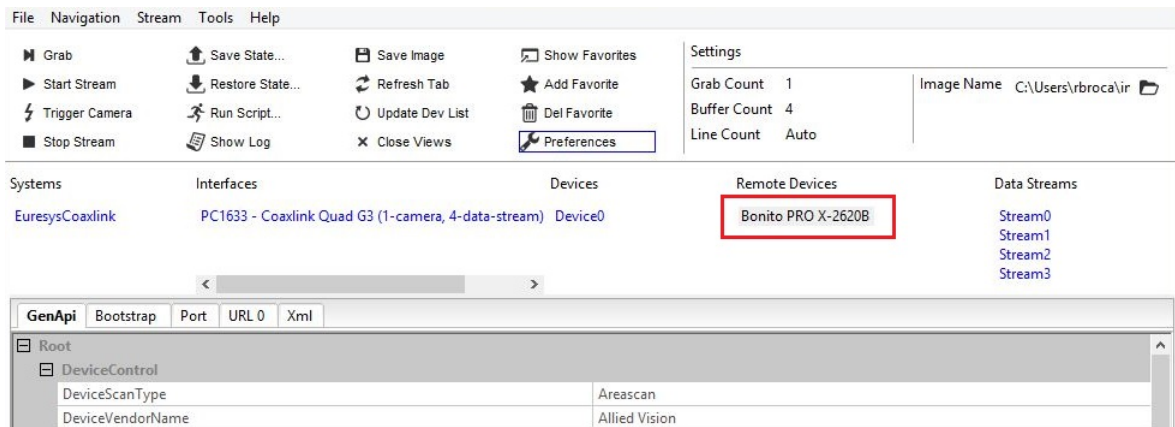 File Navigation Stream Tools Help
Grab Save State... Save Image Show Favorites Settings
Start Stream Restore State... Refresh Tab Add Favorite Grab Count 1 Image Name C:\Users\rbroca\ir
Trigger Camera Run Script... Update Dev List Del Favorite Buffer Count 4
Stop Stream Show Log Close Views Preferences Line Count Auto
Systems Interfaces Devices Remote Devices Data Streams
EuresysCoaxlink PC1633 - Coaxlink Quad G3 (1-camera, 4-data-stream) Device0 Bonito PRO X-2620B Stream0
Stream1
Stream2
Stream3
GenApi Bootstrap Port URL 0 Xml
Root
DeviceControl
DeviceScanType Areascan
DeviceVendorName Allied Vision